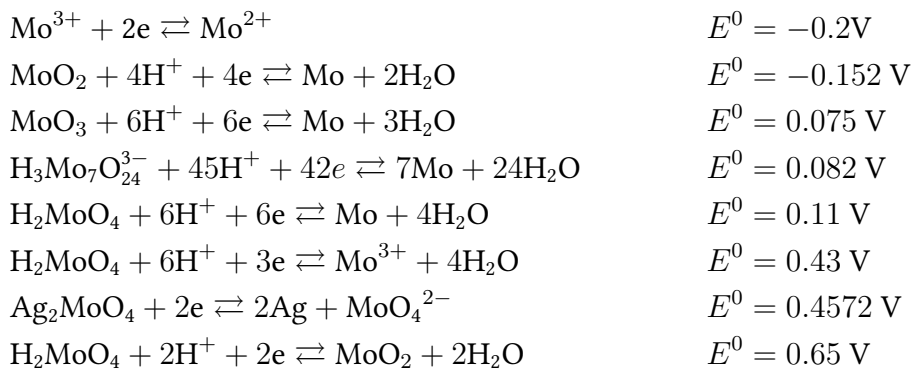 Mo³⁺ + 2e ⇄ Mo²⁺ E⁰ = −0.2V
MoO₂ + 4H⁺ + 4e ⇄ Mo + 2H₂O E⁰ = −0.152 V
MoO₃ + 6H⁺ + 6e ⇄ Mo + 3H₂O E⁰ = 0.075 V
H₃Mo₇O₂₄³⁻ + 45H⁺ + 42e ⇄ 7Mo + 24H₂O E⁰ = 0.082 V
H₂MoO₄ + 6H⁺ + 6e ⇄ Mo + 4H₂O E⁰ = 0.11 V
H₂MoO₄ + 6H⁺ + 3e ⇄ Mo³⁺ + 4H₂O E⁰ = 0.43 V
Ag₂MoO₄ + 2e ⇄ 2Ag + MoO₄²⁻ E⁰ = 0.4572 V
H₂MoO₄ + 2H⁺ + 2e ⇄ MoO₂ + 2H₂O E⁰ = 0.65 V